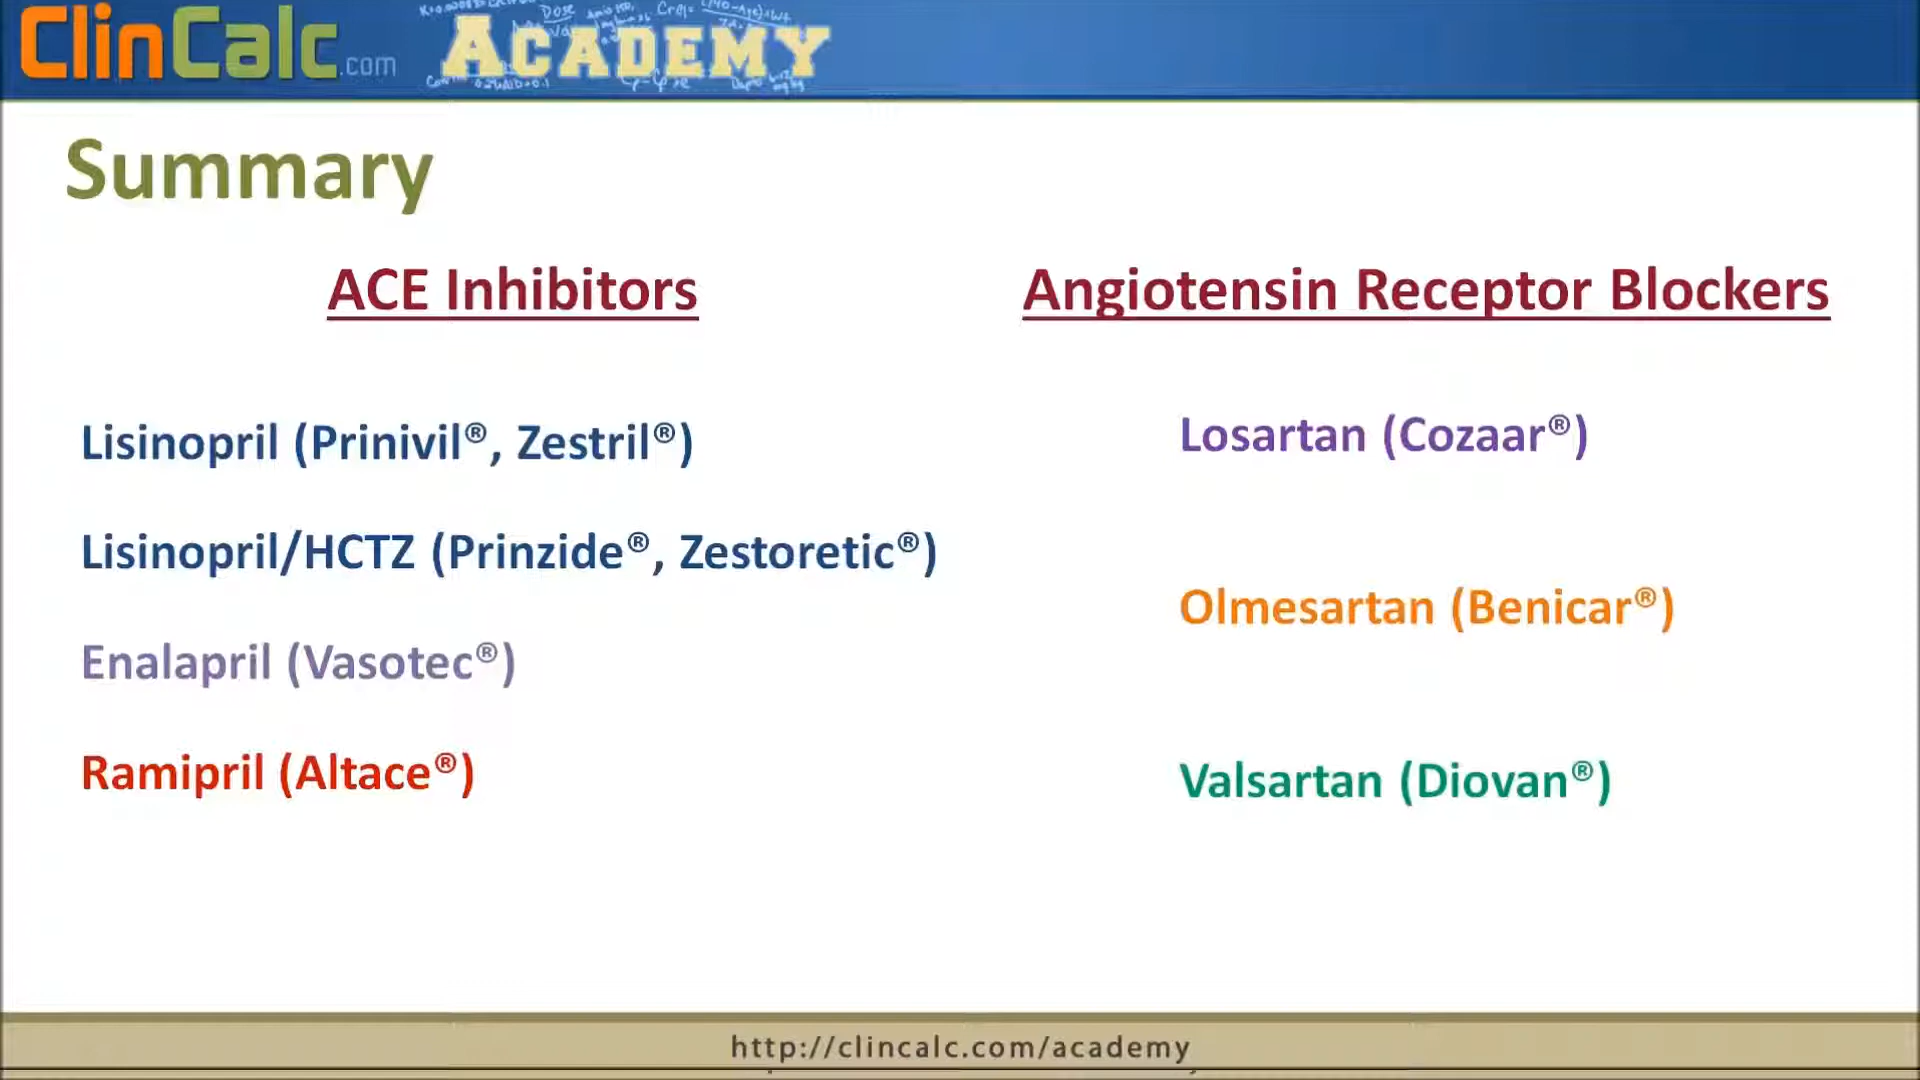 ClinCalc.com ACADEMY
Summary
ACE Inhibitors
Lisinopril (Prinivil®, Zestril®)
Lisinopril/HCTZ (Prinzide®, Zestoretic®)
Enalapril (Vasotec®)
Ramipril (Altace®)
Angiotensin Receptor Blockers
Losartan (Cozaar®)
Olmesartan (Benicar®)
Valsartan (Diovan®)
http://clincalc.com/academy